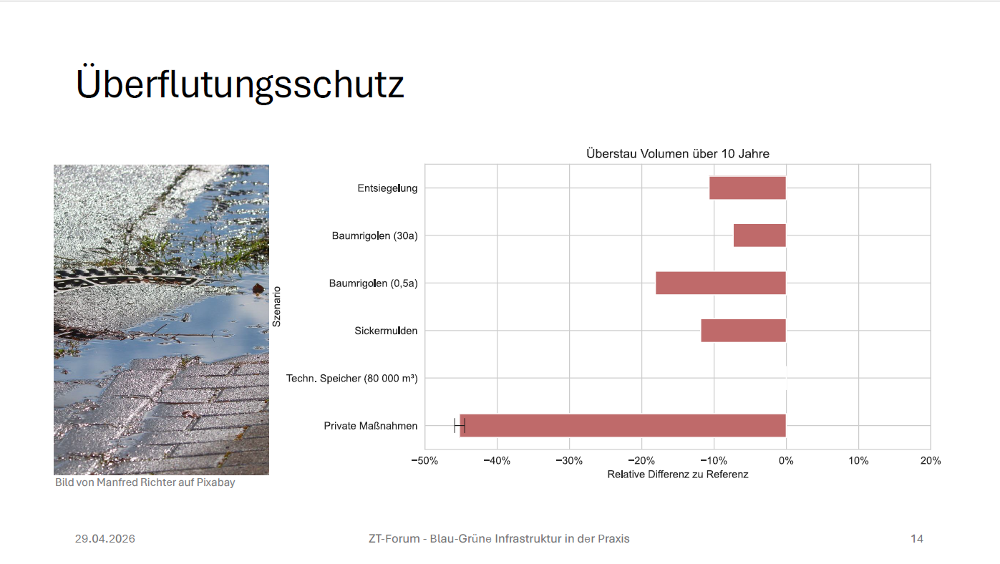 Überflutungsschutz
Überstau Volumen über 10 Jahre
Szenario
Entsiegelung
Baumrigolen (30a)
Baumrigolen (0,5a)
Sickermulden
Techn. Speicher (80 000 m³)
Private Maßnahmen
−50% −40% −30% −20% −10% 0% 10% 20%
Relative Differenz zu Referenz
Bild von Manfred Richter auf Pixabay
29.04.2026 ZT-Forum - Blau-Grüne Infrastruktur in der Praxis 14